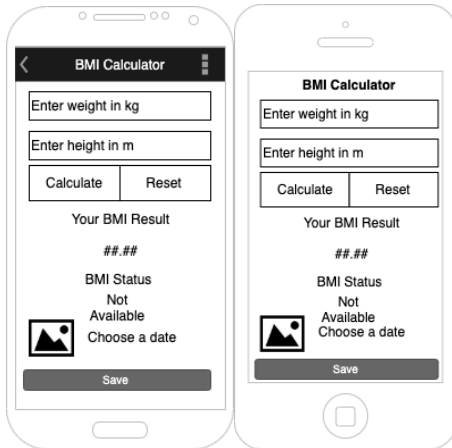 BMI Calculator
Enter weight in kg
Enter height in m
Calculate Reset
Your BMI Result
##.##
BMI Status
Not
Available
Choose a date
Save
BMI Calculator
Enter weight in kg
Enter height in m
Calculate Reset
Your BMI Result
##.##
BMI Status
Not
Available
Choose a date
Save